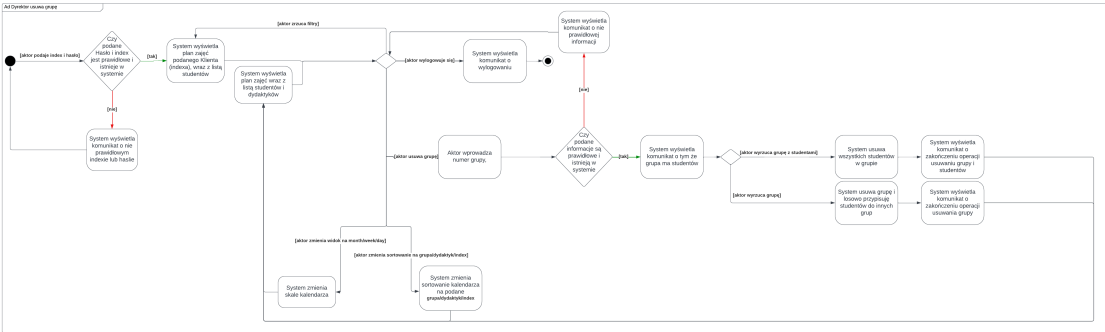 Ad Dyrektor usuwa grupę
[aktor podaje index i hasło]
Czy
podane
Hasło i index
jest prawidłowe i
istnieje w
systemie
[tak]
[nie]
System wyświetla
komunikat o nie
prawidłowym
indexie lub haśle
System wyświetla
plan zajęć
podanego Klienta
(indexa), wraz z listą
studentów
[aktor zrzuca filtry]
System wyświetla
plan zajęć wraz z
listą studentów i
dydaktyków
[aktor wylogowuje się]
System wyświetla
komunikat o
wylogowaniu
System wyświetla
komunikat o nie
prawidłowej
informacji
[nie]
[aktor usuwa grupę]
Aktor wprowadza
numer grupy,
Czy
podane
informacje są
prawidłowe i
istnieją w
systemie
[tak]
System wyświetla
komunikat o tym że
grupa ma studentów
[aktor wyrzuca grupę z studentami]
System usuwa
wszystkich studentów
w grupie
System wyświetla
komunikat o
zakończeniu operacji
usuwaniu grupy i
studentów
[aktor wyrzuca grupę]
System usuwa grupę i
losowo przypisuje
studentów do innych
grup
System wyświetla
komunikat o
zakończeniu operacji
usuwania grupy
[aktor zmienia widok na month/week/day]
[aktor zmienia sortowanie na grupa/dydaktyk/index]
System zmienia
skale kalendarza
System zmienia
sortowanie kalendarza
na podane
grupa/dydaktyk/index